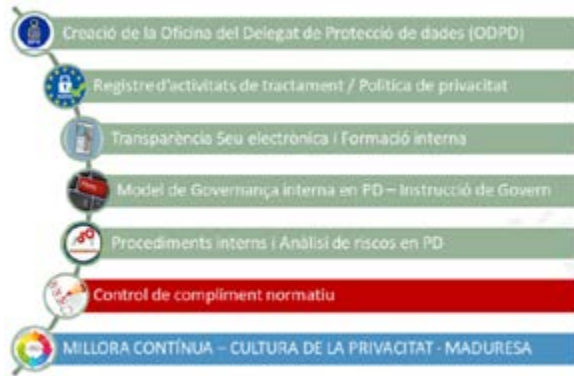 Creació de la Oficina del Delegat de Protecció de dades (ODPD)
Registre d'activitats de tractament / Política de privacitat
Transparència Seu electrònica i Formació interna
Model de Governança interna en PD – Instrucció de Govern
Procediments interns i Anàlisi de riscos en PD
Control de compliment normatiu
MILLORA CONTÍNUA – CULTURA DE LA PRIVACITAT - MADURESA